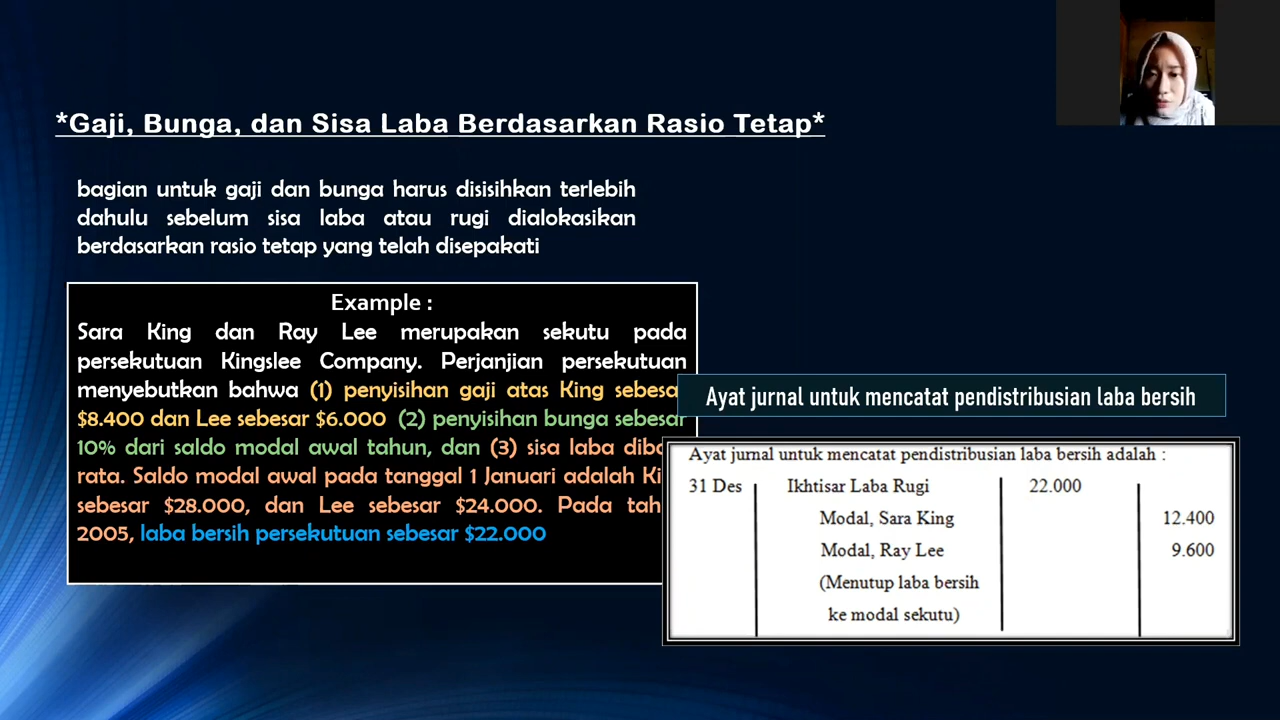 *Gaji, Bunga, dan Sisa Laba Berdasarkan Rasio Tetap*
bagian untuk gaji dan bunga harus disisihkan terlebih
dahulu sebelum sisa laba atau rugi dialokasikan
berdasarkan rasio tetap yang telah disepakati
Example :
Sara King dan Ray Lee merupakan sekutu pada
persekutuan Kingslee Company. Perjanjian persekutuan
menyebutkan bahwa (1) penyisihan gaji atas King sebesar
$8.400 dan Lee sebesar $6.000 (2) penyisihan bunga sebesar
10% dari saldo modal awal tahun, dan (3) sisa laba
rata. Saldo modal awal pada tanggal 1 Januari adalah
sebesar $28.000, dan Lee sebesar $24.000. Pada
2005, laba bersih persekutuan sebesar $22.000
Ayat jurnal untuk mencatat pendistribusian laba bersih
Ayat jurnal untuk mencatat pendistribusian laba bersih adalah :
31 Des Ikhtisar Laba Rugi 22.000
Modal, Sara King 12.400
Modal, Ray Lee 9.600
(Menutup laba bersih
ke modal sekutu)